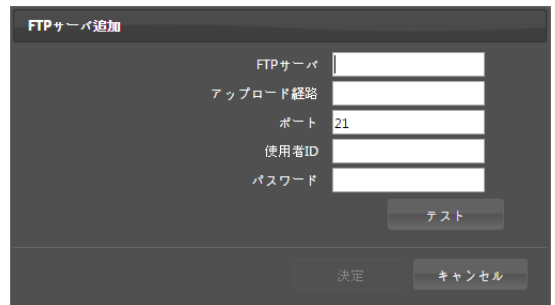 FTPサーバ追加
FTPサーバ
アップロード経路
ポート 21
使用者ID
パスワード
テスト
決定 キャンセル